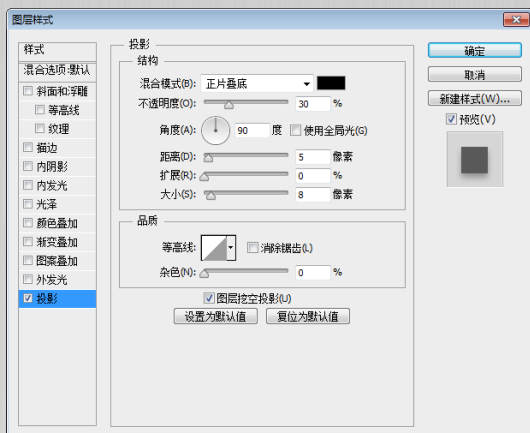 图层样式
样式
混合选项:默认
斜面和浮雕
等高线
纹理
描边
内阴影
内发光
光泽
颜色叠加
渐变叠加
图案叠加
外发光
投影
投影
结构
混合模式(B): 正片叠底
不透明度(O): 30 %
角度(A): 90 度 使用全局光(G)
距离(D): 5 像素
扩展(R): 0 %
大小(S): 8 像素
品质
等高线: 消除锯齿(L)
杂色(N): 0 %
图层挖空投影(U)
设置为默认值 复位为默认值
确定
取消
新建样式(W)...
预览(V)